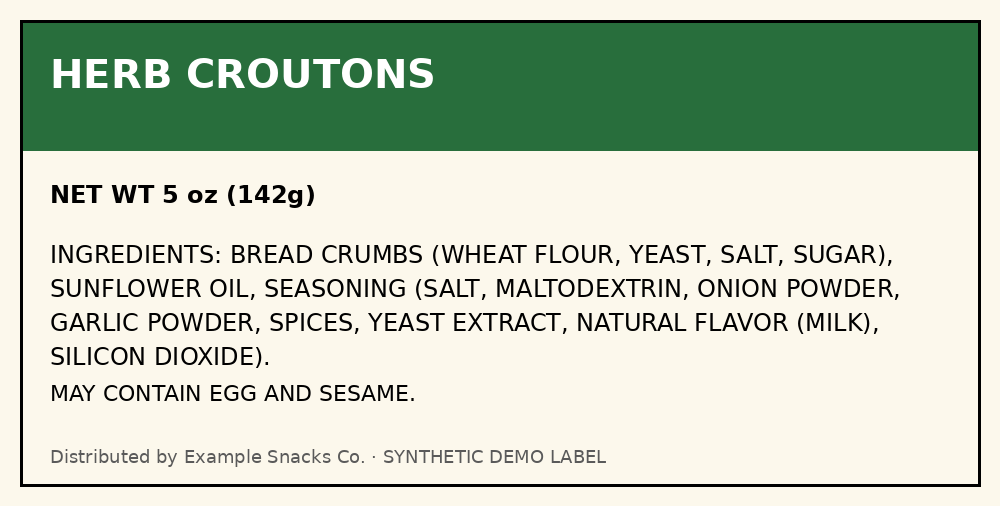 HERB CROUTONS
NET WT 5 oz (142g)
INGREDIENTS: BREAD CRUMBS (WHEAT FLOUR, YEAST, SALT, SUGAR),
SUNFLOWER OIL, SEASONING (SALT, MALTODEXTRIN, ONION POWDER,
GARLIC POWDER, SPICES, YEAST EXTRACT, NATURAL FLAVOR (MILK),
SILICON DIOXIDE).
MAY CONTAIN EGG AND SESAME.
Distributed by Example Snacks Co. · SYNTHETIC DEMO LABEL